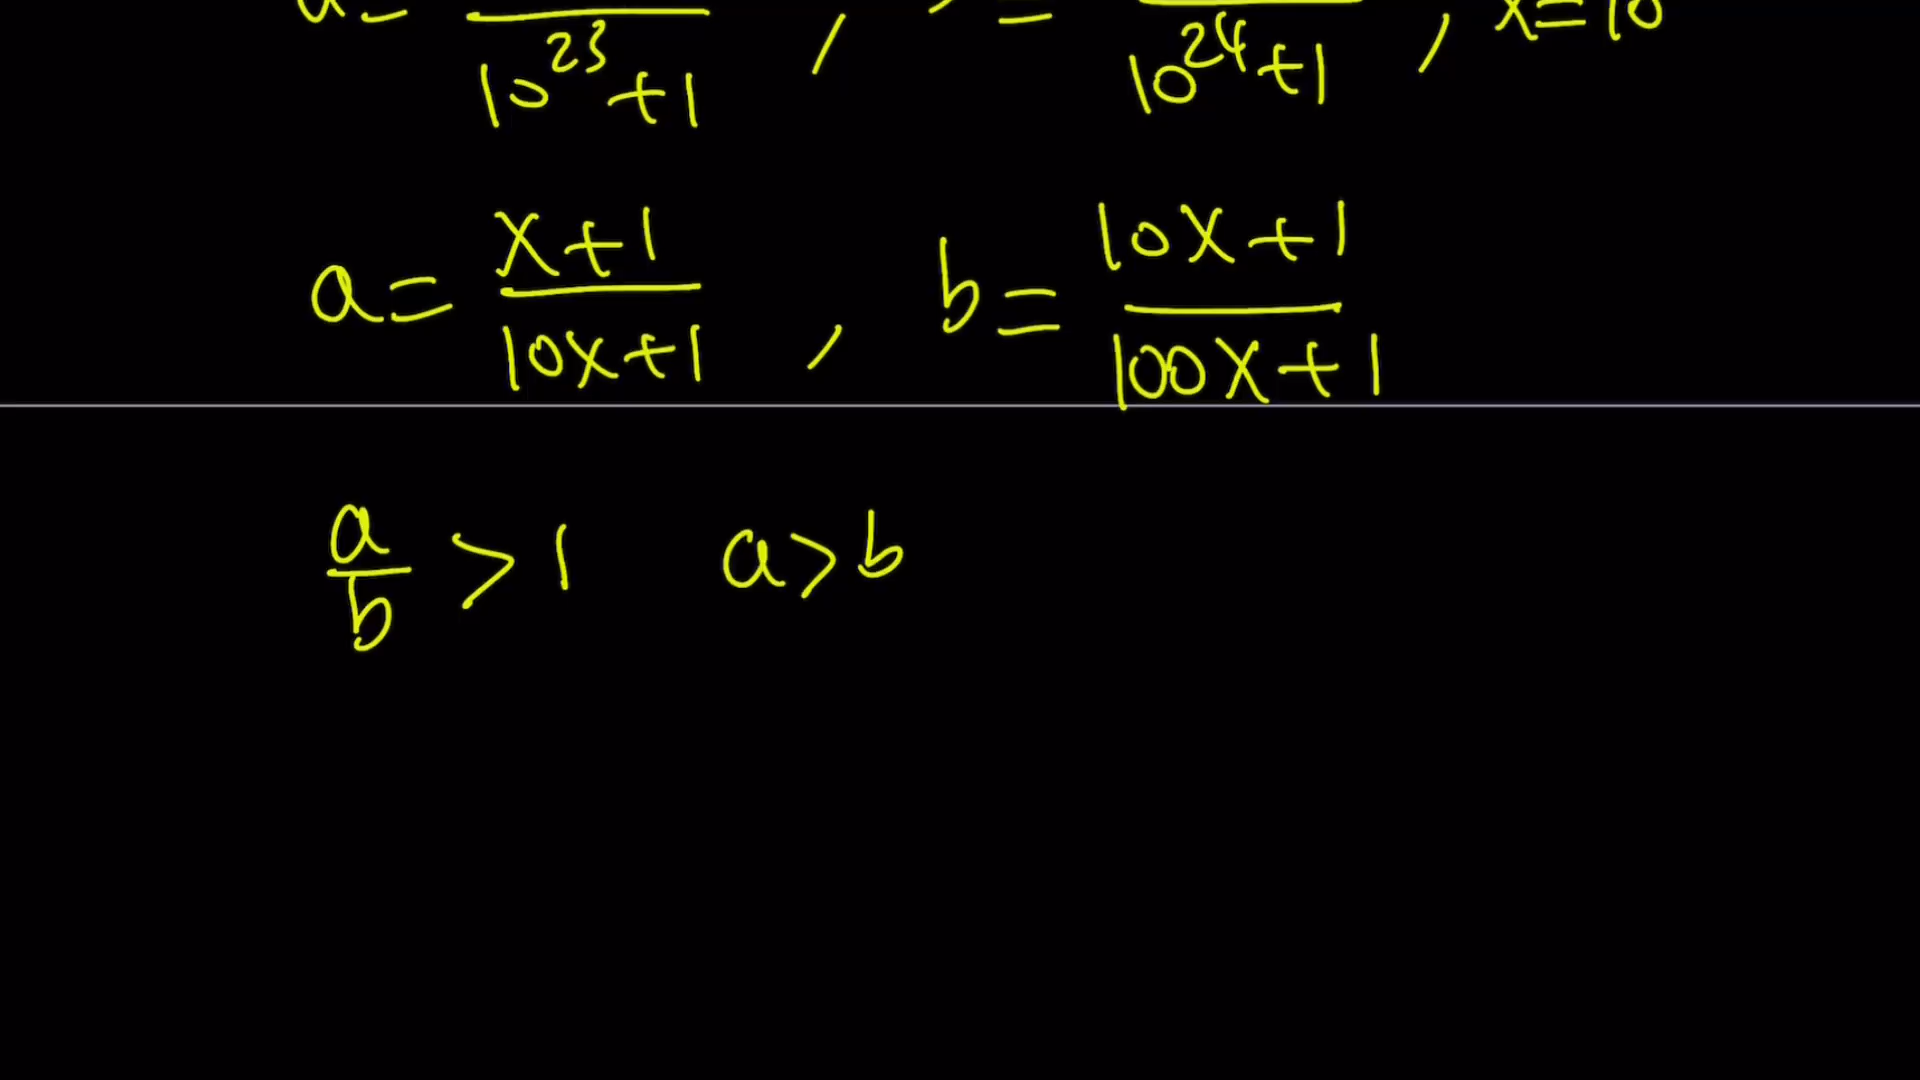 a= 10^23+1 , = 10^24+1 , x=10
a= x+1/10x+1 , b= 10x+1/100x+1
a/b >1 a>b